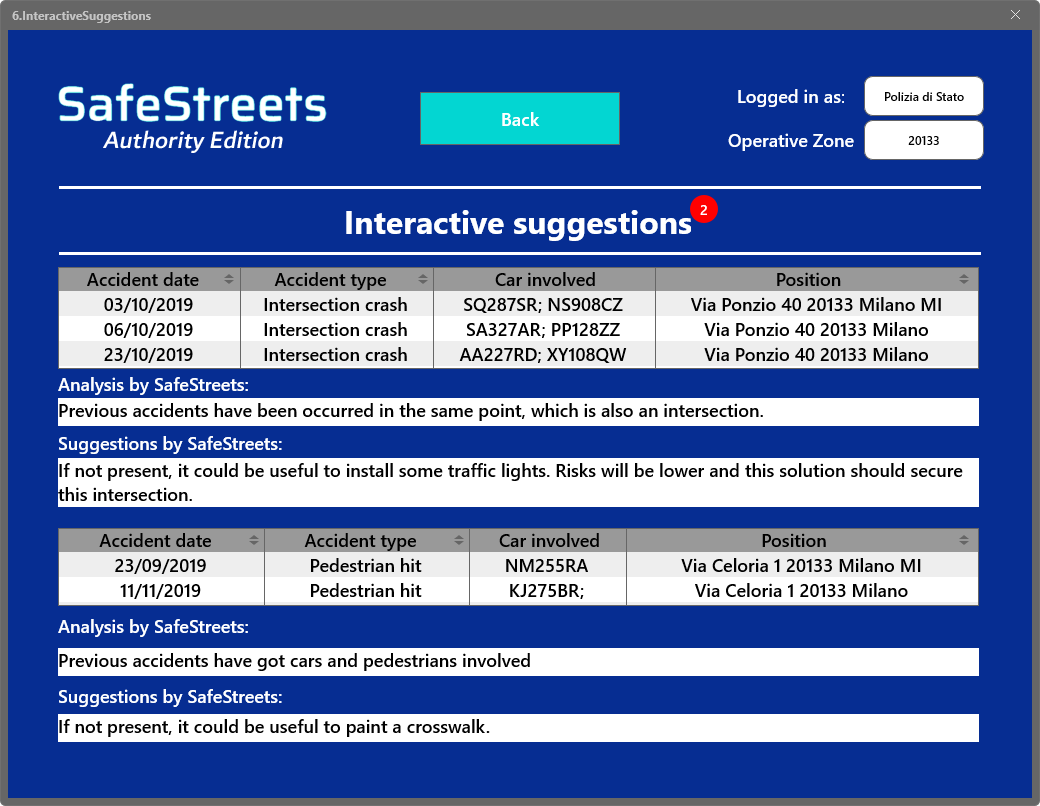 6.InteractiveSuggestions
SafeStreets
Authority Edition
Back
Logged in as: Polizia di Stato
Operative Zone 20133
Interactive suggestions 2
Accident date Accident type Car involved Position
03/10/2019 Intersection crash SQ287SR; NS908CZ Via Ponzio 40 20133 Milano MI
06/10/2019 Intersection crash SA327AR; PP128ZZ Via Ponzio 40 20133 Milano
23/10/2019 Intersection crash AA227RD; XY108QW Via Ponzio 40 20133 Milano
Analysis by SafeStreets:
Previous accidents have been occurred in the same point, which is also an intersection.
Suggestions by SafeStreets:
If not present, it could be useful to install some traffic lights. Risks will be lower and this solution should secure
this intersection.
Accident date Accident type Car involved Position
23/09/2019 Pedestrian hit NM255RA Via Celoria 1 20133 Milano MI
11/11/2019 Pedestrian hit KJ275BR; Via Celoria 1 20133 Milano
Analysis by SafeStreets:
Previous accidents have got cars and pedestrians involved
Suggestions by SafeStreets:
If not present, it could be useful to paint a crosswalk.